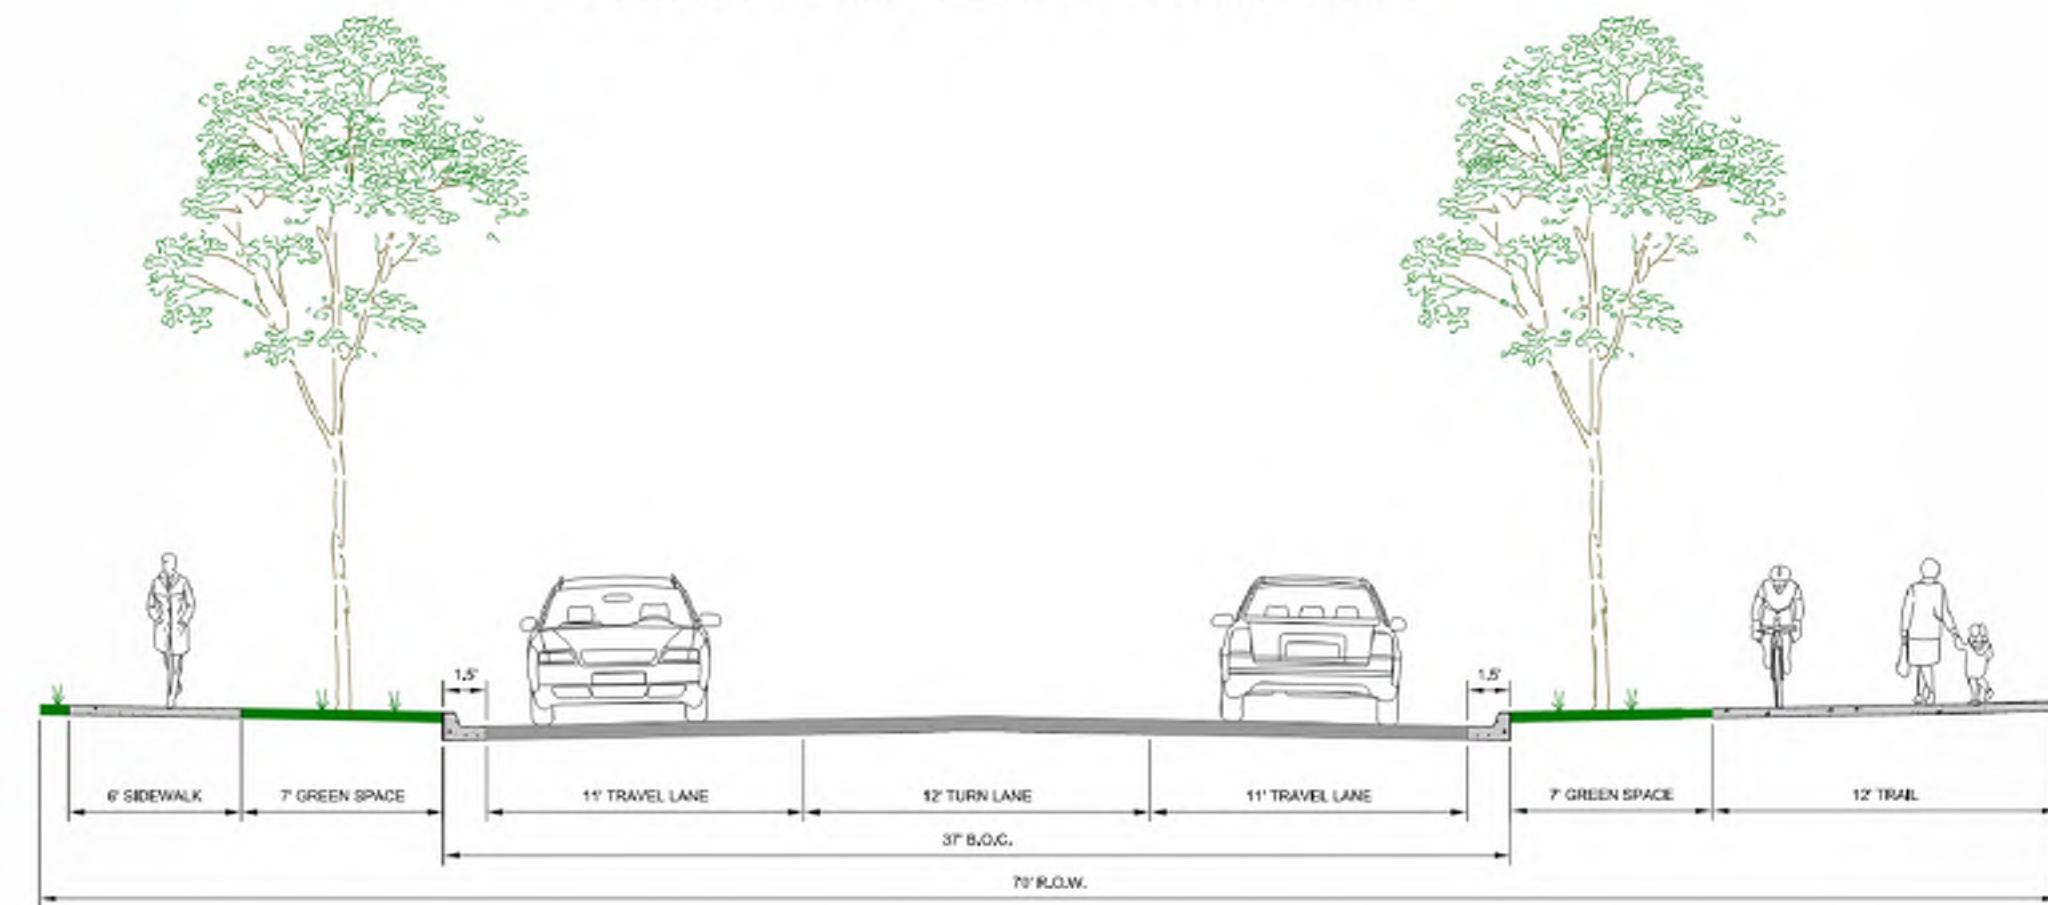 1.5'
1.5'
6' SIDEWALK
7' GREEN SPACE
11' TRAVEL LANE
12' TURN LANE
11' TRAVEL LANE
7' GREEN SPACE
12' TRAIL
37' B.O.C.
70' R.O.W.